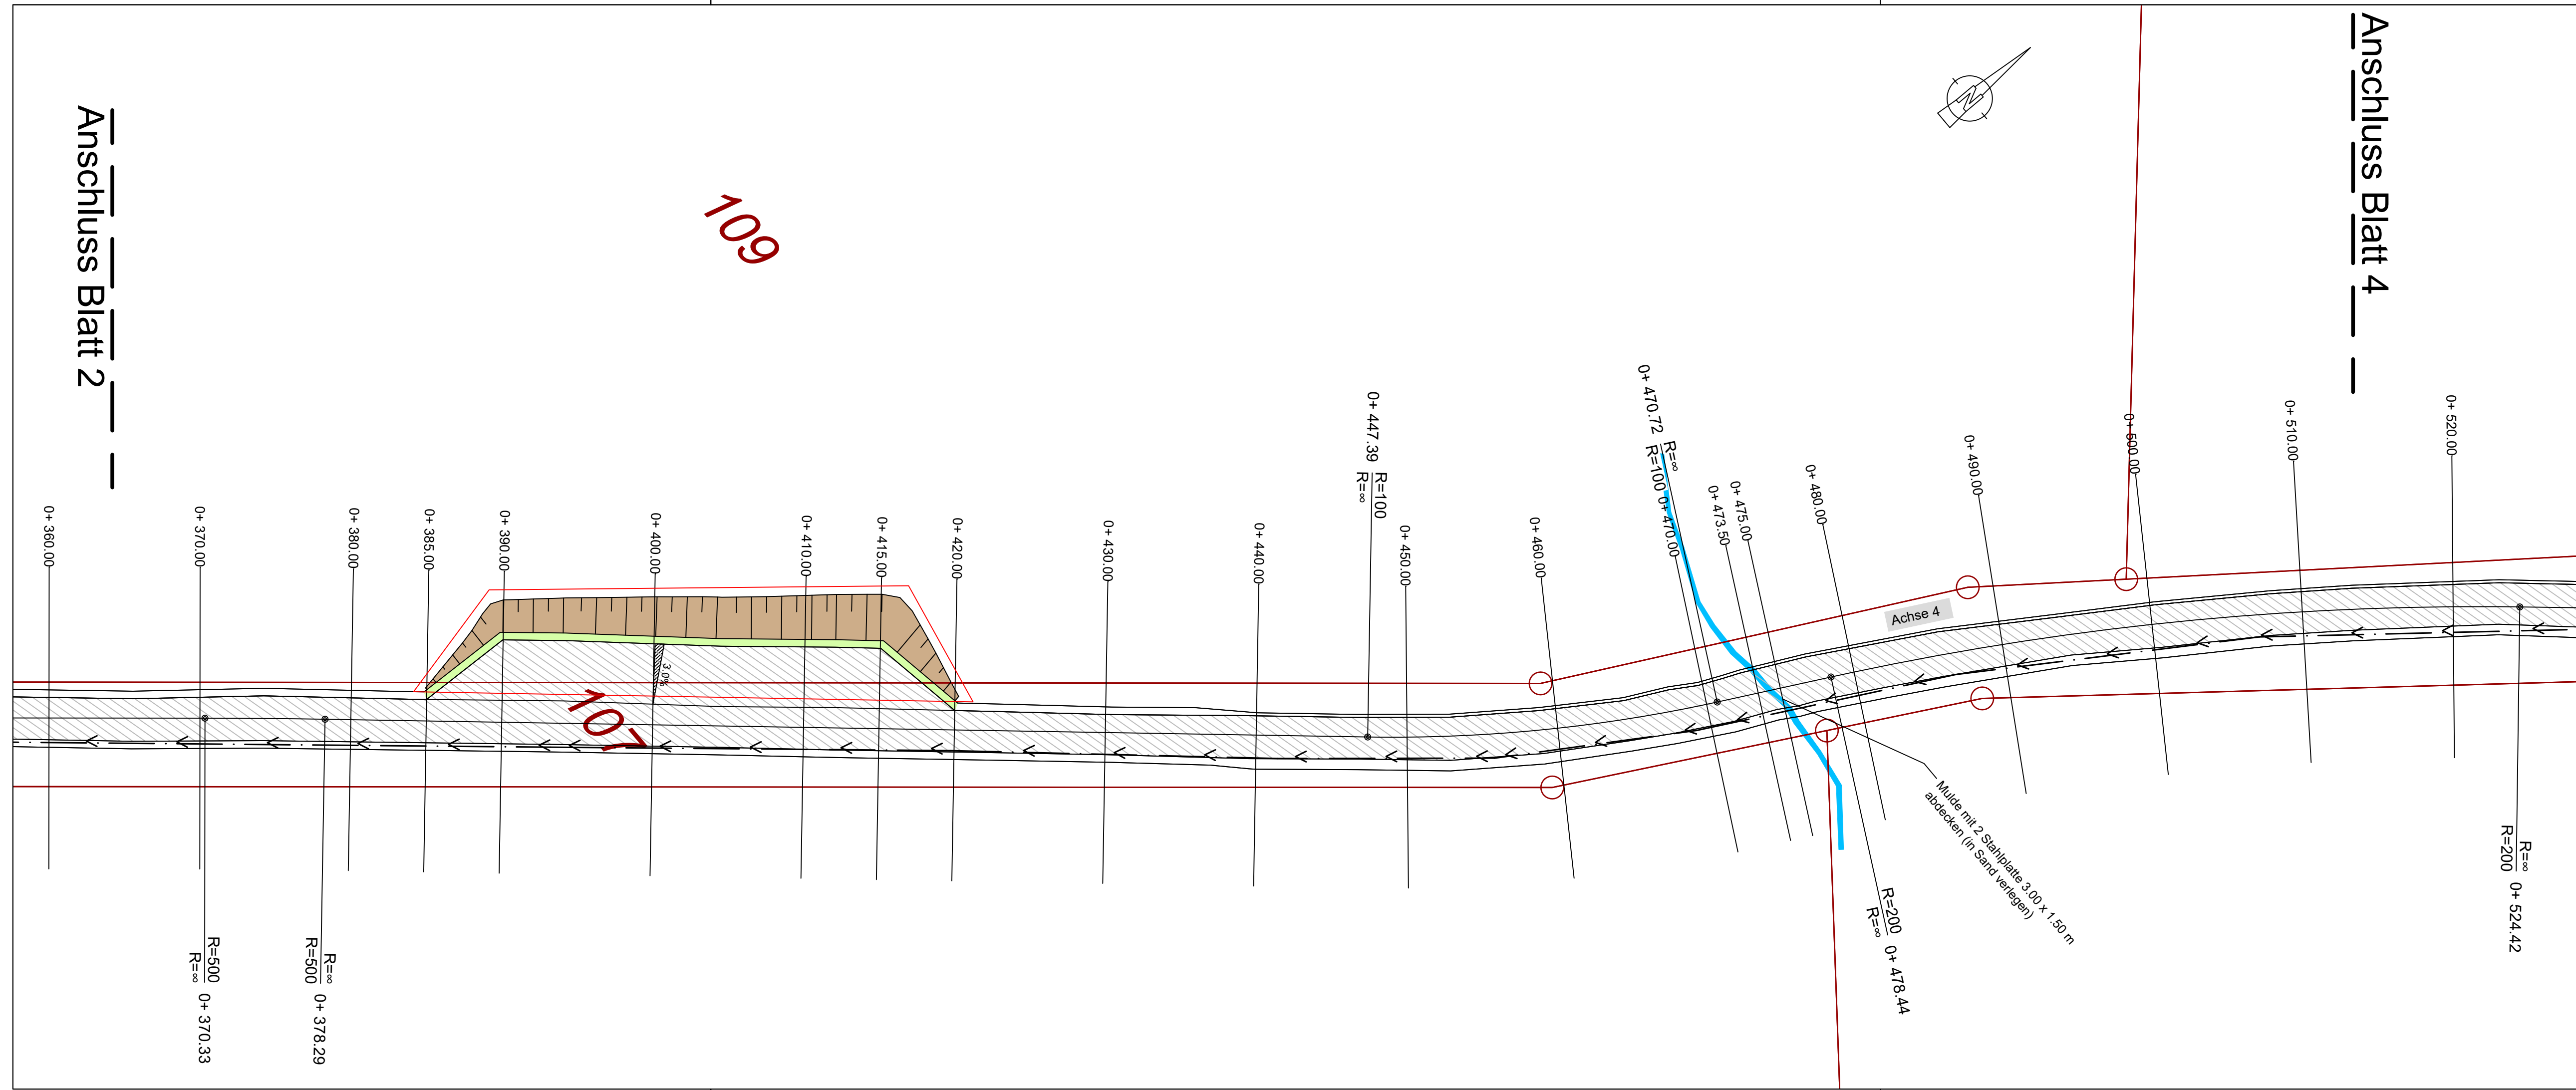 Anschluss Blatt 2
Anschluss Blatt 4
N
109
107
0+ 360.00
0+ 370.00
0+ 380.00
0+ 385.00
0+ 390.00
0+ 400.00
0+ 410.00
0+ 415.00
0+ 420.00
0+ 430.00
0+ 440.00
0+ 447.39
R=100
R=∞
0+ 450.00
0+ 460.00
0+ 470.72
R=∞
R=100
0+ 470.00
0+ 473.50
0+ 475.00
0+ 480.00
0+ 490.00
0+ 500.00
0+ 510.00
0+ 520.00
3.0%
Achse 4
Mulde mit 2 Stahlplatte 3.00 x 1.50 m
abdecken (in Sand verlegen)
R=500
R=∞
0+ 370.33
R=∞
R=500
0+ 378.29
R=200
R=∞
0+ 478.44
R=∞
R=200
0+ 524.42